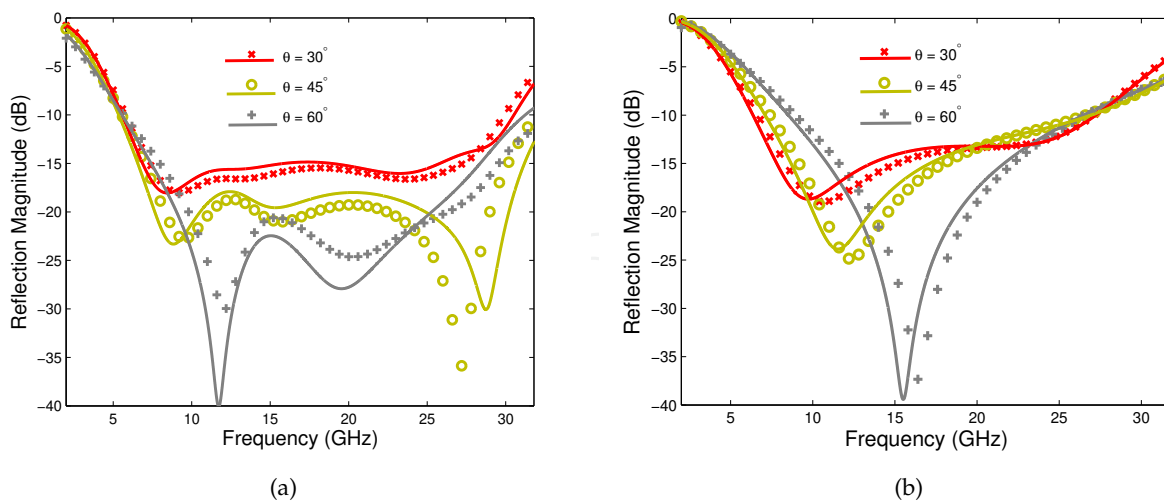 0
−5
−10
−15
−20
−25
−30
−35
−40
5 10 15 20 25 30
Reflection Magnitude (dB)
Frequency (GHz)
θ = 30°
θ = 45°
θ = 60°
(a)
0
−5
−10
−15
−20
−25
−30
−35
−40
5 10 15 20 25 30
Reflection Magnitude (dB)
Frequency (GHz)
θ = 30°
θ = 45°
θ = 60°
(b)